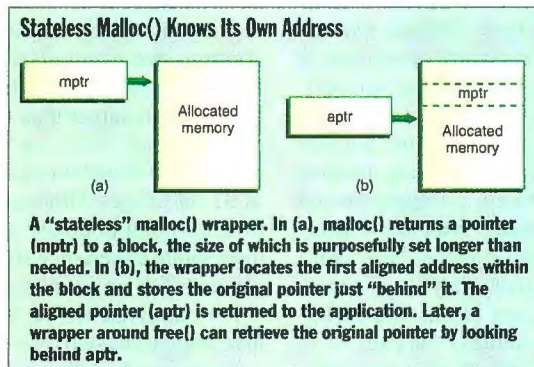 Stateless Malloc() Knows Its Own Address
mptr
Allocated
memory
(a)
aptr
mptr
Allocated
memory
(b)
A "stateless" malloc() wrapper. In (a), malloc() returns a pointer
(mptr) to a block, the size of which is purposefully set longer than
needed. In (b), the wrapper locates the first aligned address within
the block and stores the original pointer just "behind" it. The
aligned pointer (aptr) is returned to the application. Later, a
wrapper around free() can retrieve the original pointer by looking
behind aptr.